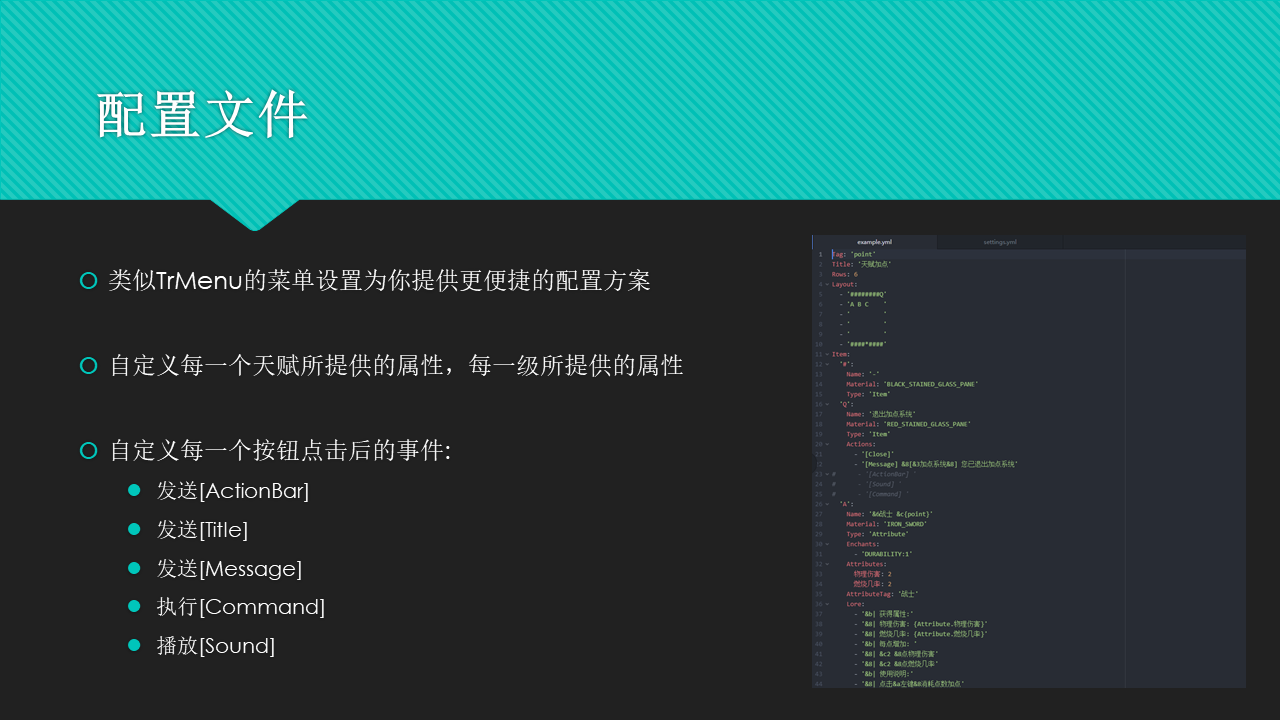 配置文件
类似TrMenu的菜单设置为你提供更便捷的配置方案
自定义每一个天赋所提供的属性，每一级所提供的属性
自定义每一个按钮点击后的事件:
发送[ActionBar]
发送[Title]
发送[Message]
执行[Command]
播放[Sound]
example.yml settings.yml
1 Tag: 'point'
2 Title: '天赋加点'
3 Rows: 6
4 Layout:
5 - '########Q'
6 - 'A B C    '
7 - '         '
8 - '         '
9 - '         '
10 - '####*####'
11 Item:
12 '#':
13 Name: '-'
14 Material: 'BLACK_STAINED_GLASS_PANE'
15 Type: 'Item'
16 'Q':
17 Name: '退出加点系统'
18 Material: 'RED_STAINED_GLASS_PANE'
19 Type: 'Item'
20 Actions:
21 - '[Close]'
22 - '[Message] &8[&3加点系统&8] 您已退出加点系统'
23 # - '[ActionBar] '
24 # - '[Sound] '
25 # - '[Command] '
26 'A':
27 Name: '&6战士 &c{point}'
28 Material: 'IRON_SWORD'
29 Type: 'Attribute'
30 Enchants:
31 - 'DURABILITY:1'
32 Attributes:
33 物理伤害: 2
34 燃烧几率: 2
35 AttributeTag: '战士'
36 Lore:
37 - '&b| 获得属性:'
38 - '&8| 物理伤害: {Attribute.物理伤害}'
39 - '&8| 燃烧几率: {Attribute.燃烧几率}'
40 - '&b| 每点增加: '
41 - '&8| &c2 &8点物理伤害'
42 - '&8| &c2 &8点燃烧几率'
43 - '&b| 使用说明:'
44 - '&8| 点击&a左键&8消耗点数加点'